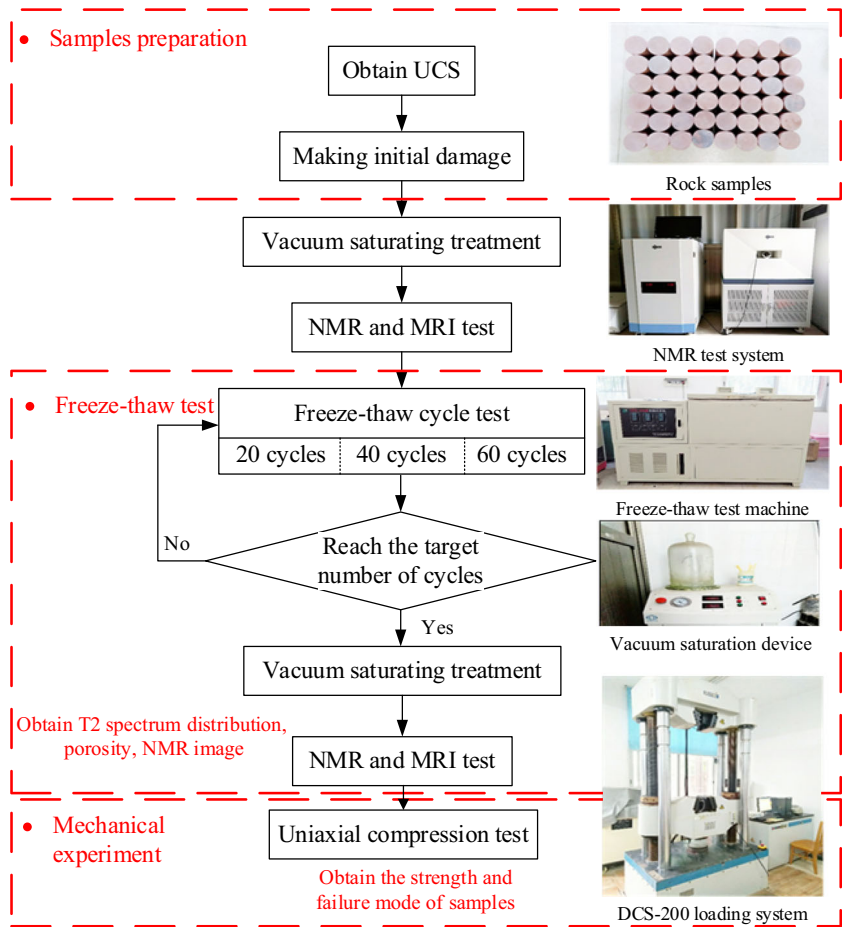 • Samples preparation
Obtain UCS
Making initial damage
Rock samples
Vacuum saturating treatment
NMR and MRI test
NMR test system
• Freeze-thaw test
Freeze-thaw cycle test
20 cycles 40 cycles 60 cycles
Freeze-thaw test machine
No
Reach the target
number of cycles
Yes
Vacuum saturation device
Vacuum saturating treatment
Obtain T2 spectrum distribution,
porosity, NMR image
NMR and MRI test
• Mechanical
experiment
Uniaxial compression test
Obtain the strength and
failure mode of samples
DCS-200 loading system